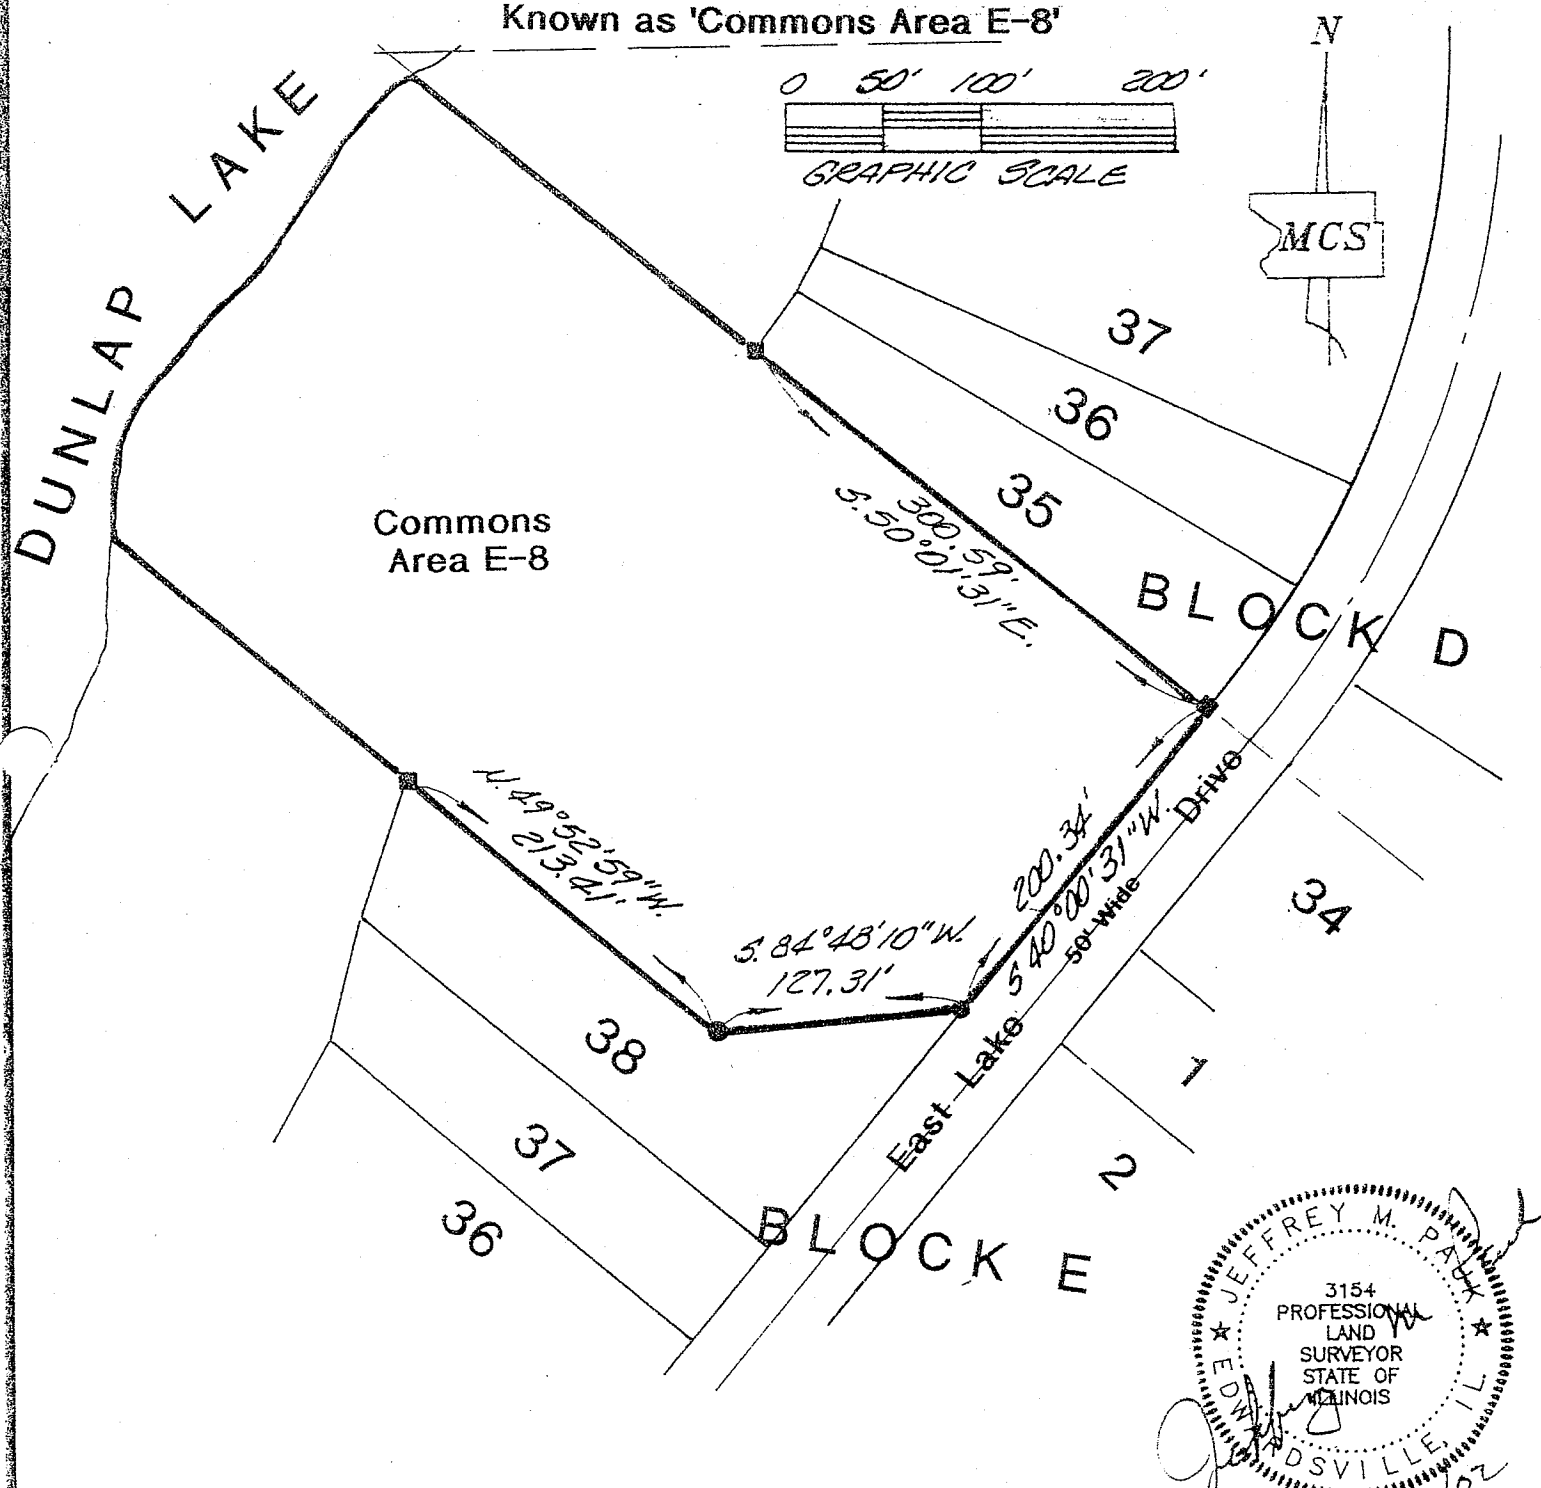 Known as 'Commons Area E-8'
0 50' 100' 200'
GRAPHIC SCALE
N
MCS
DUNLAP LAKE
37
36
35
Commons
Area E-8
300.59'
S.50°01'31"E.
BLOCK D
N.49°52'59"W.
213.41'
S.84°48'10"W.
127.31'
200.34'
S 40°00'31"W.
East Lake Drive
50' Wide
34
1
2
38
37
36
BLOCK E
JEFFREY M. PAUK
3154
PROFESSIONAL
LAND
SURVEYOR
STATE OF
ILLINOIS
EDWARDSVILLE, IL